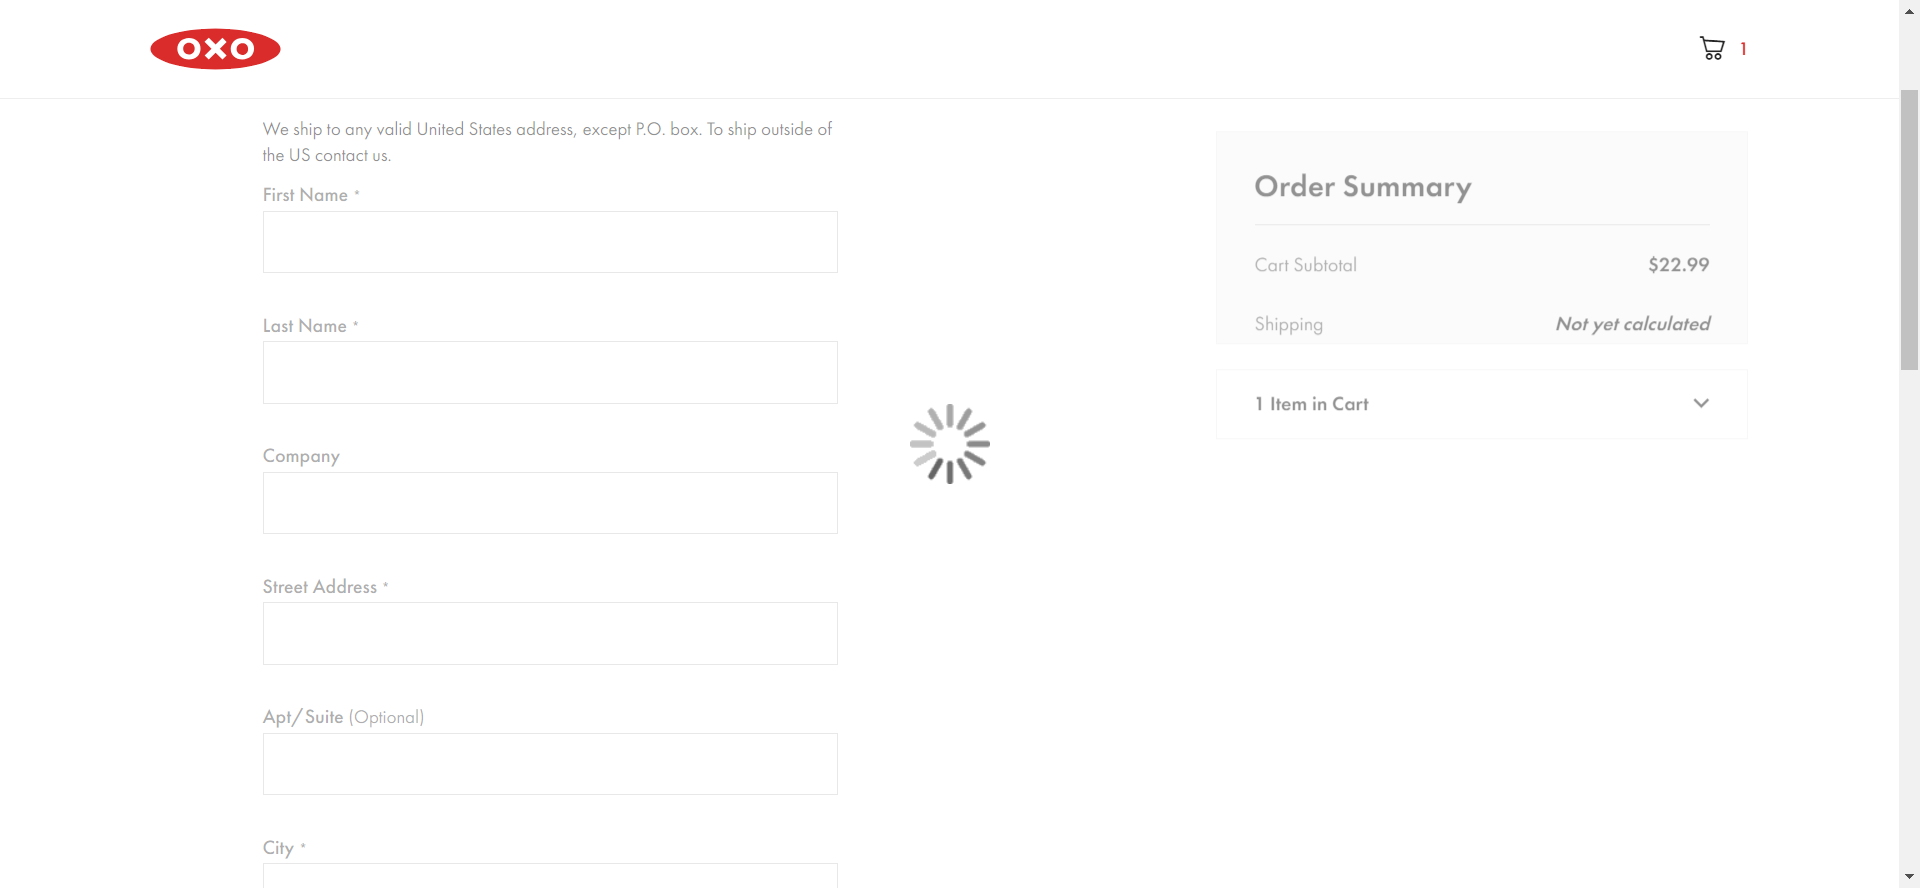 OXO
1
We ship to any valid United States address, except P.O. box. To ship outside of
the US contact us.
First Name *
Last Name *
Company
Street Address *
Apt/Suite (Optional)
City *
Order Summary
Cart Subtotal $22.99
Shipping Not yet calculated
1 Item in Cart